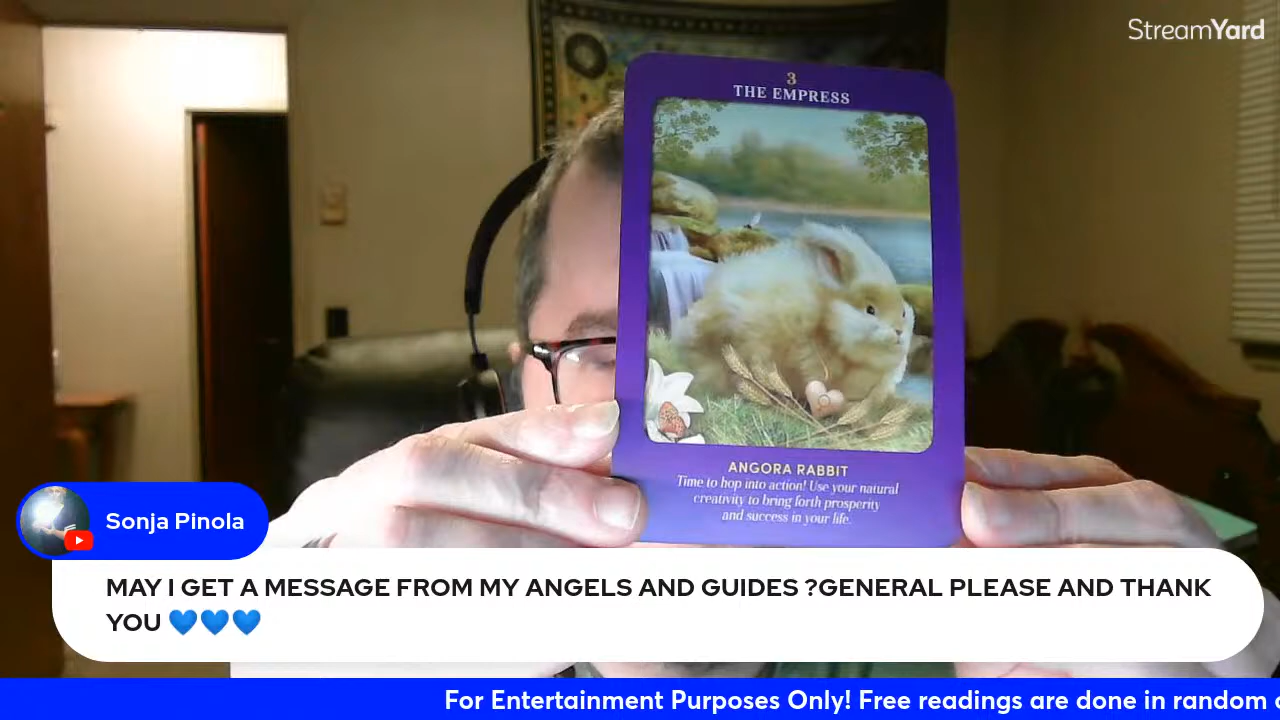 StreamYard
3
THE EMPRESS
ANGORA RABBIT
Time to hop into action! Use your natural
creativity to bring forth prosperity
and success in your life.
Sonja Pinola
MAY I GET A MESSAGE FROM MY ANGELS AND GUIDES ?GENERAL PLEASE AND THANK
YOU 💙💙💙
For Entertainment Purposes Only! Free readings are done in random